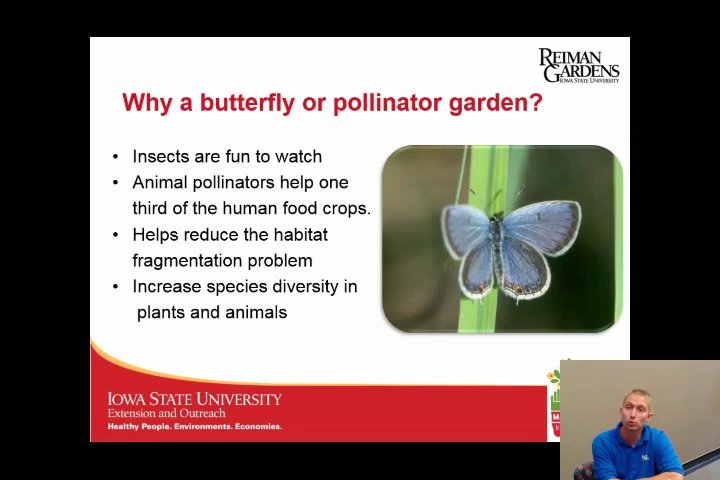 REIMAN
GARDENS
IOWA STATE UNIVERSITY
Why a butterfly or pollinator garden?
• Insects are fun to watch
• Animal pollinators help one
third of the human food crops.
• Helps reduce the habitat
fragmentation problem
• Increase species diversity in
plants and animals
IOWA STATE UNIVERSITY
Extension and Outreach
Healthy People. Environments. Economies.